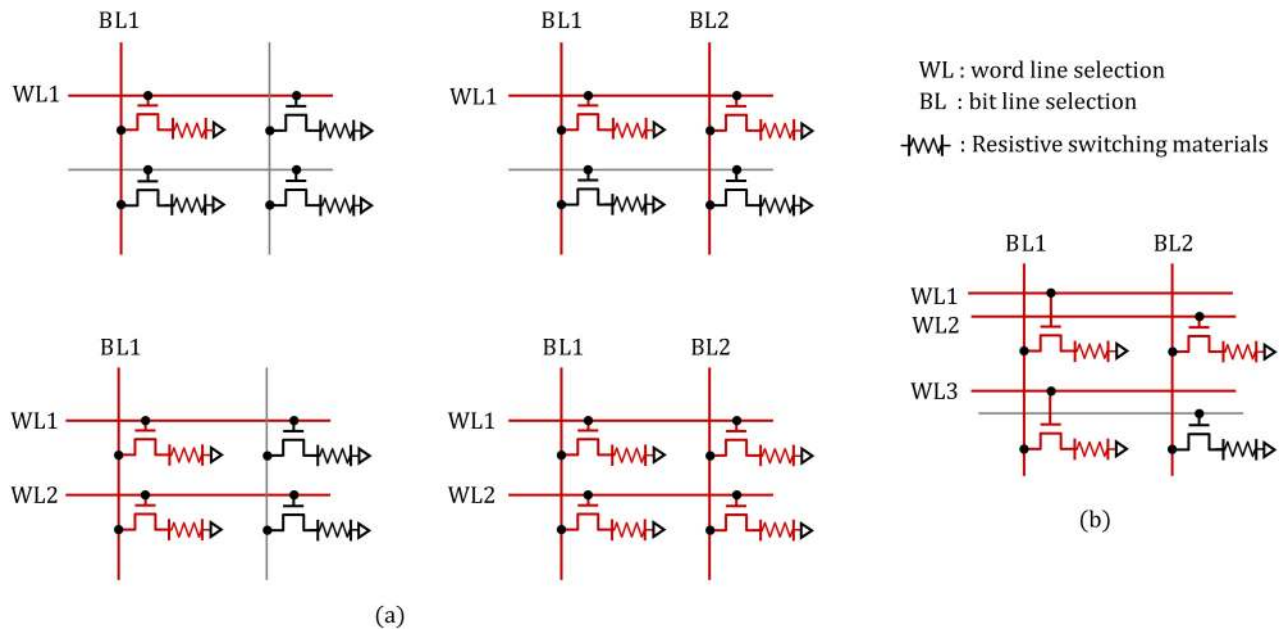 BL1
WL1
BL1 BL2
WL1
WL : word line selection
BL : bit line selection
: Resistive switching materials
BL1
WL1
WL2
BL1 BL2
WL1
WL2
(a)
BL1 BL2
WL1
WL2
WL3
(b)